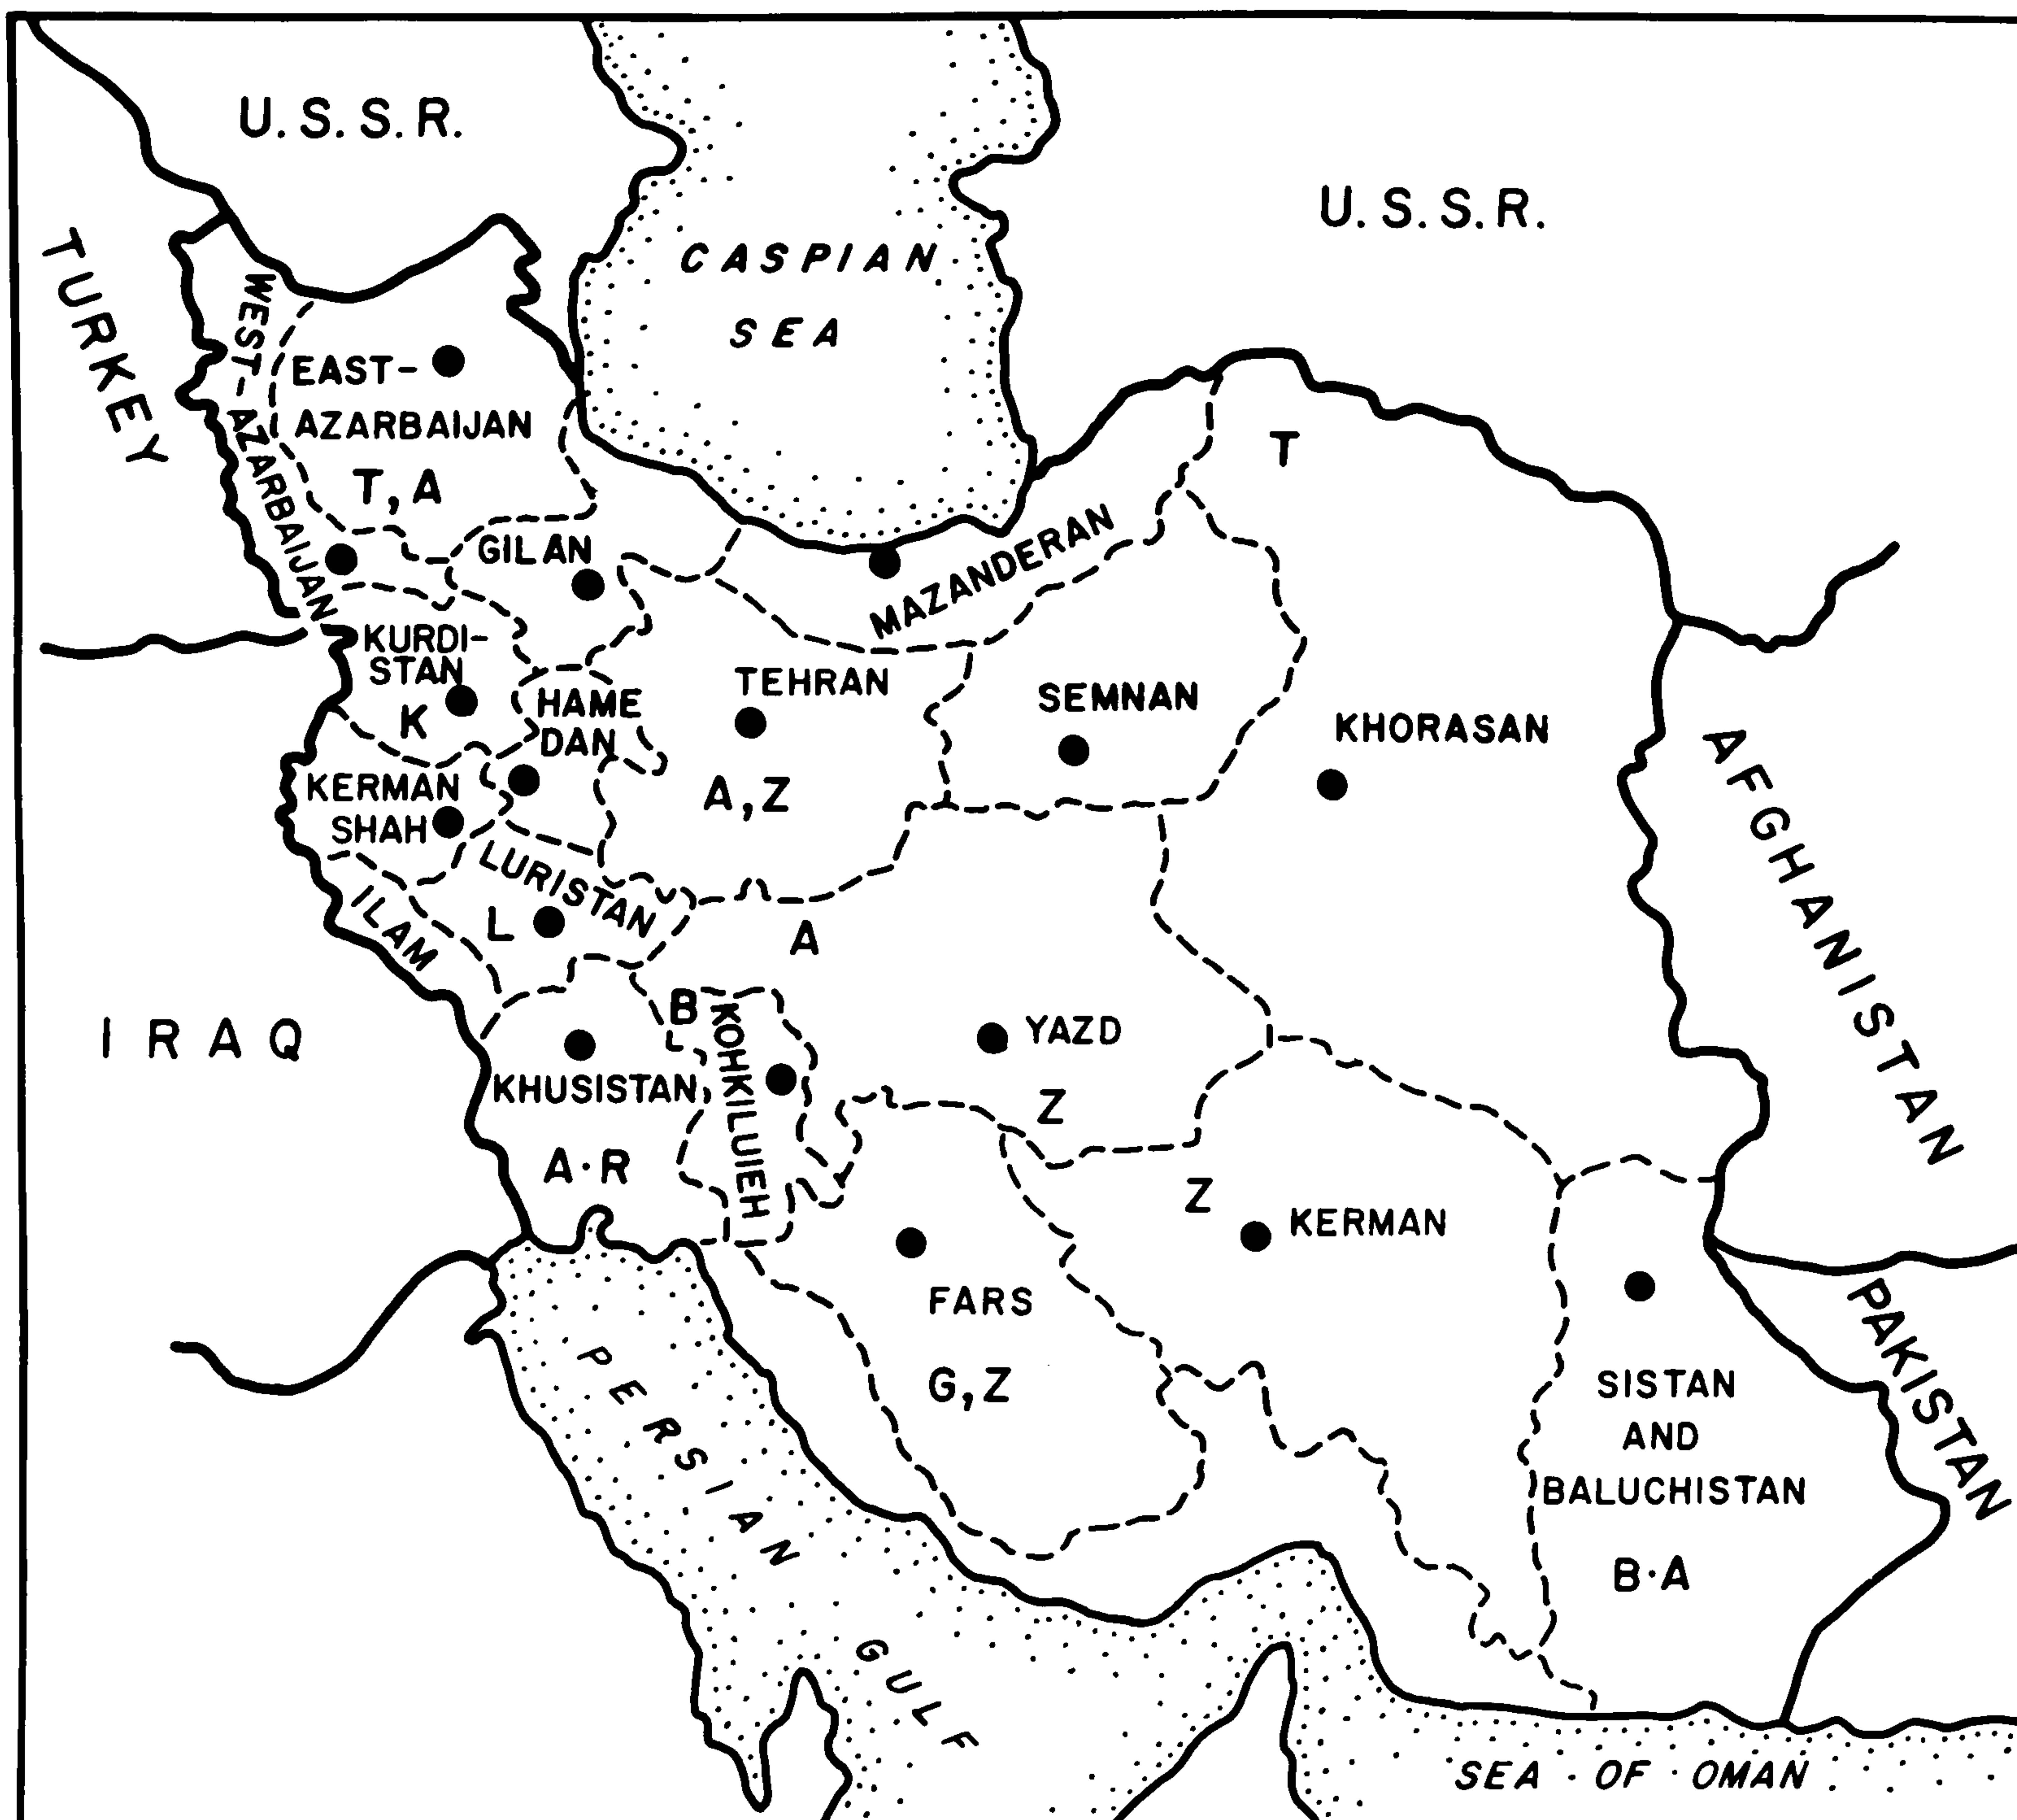 U.S.S.R.
U.S.S.R.
TURKEY
CASPIAN
SEA
WEST-AZARBAIJAN
EAST-
AZARBAIJAN
T, A
T
GILAN
MAZANDERAN
KURDI-
STAN
K
HAME
DAN
TEHRAN
A, Z
SEMNAN
KHORASAN
AFGHANISTAN
KERMAN
SHAH
LURISTAN
L
ILAM
A
IRAQ
B
L
KOHKILUIEH
YAZD
Z
KHUSISTAN
A·R
Z
KERMAN
FARS
G, Z
PAKISTAN
SISTAN
AND
BALUCHISTAN
B·A
PERSIAN
GULF
SEA · OF · OMAN